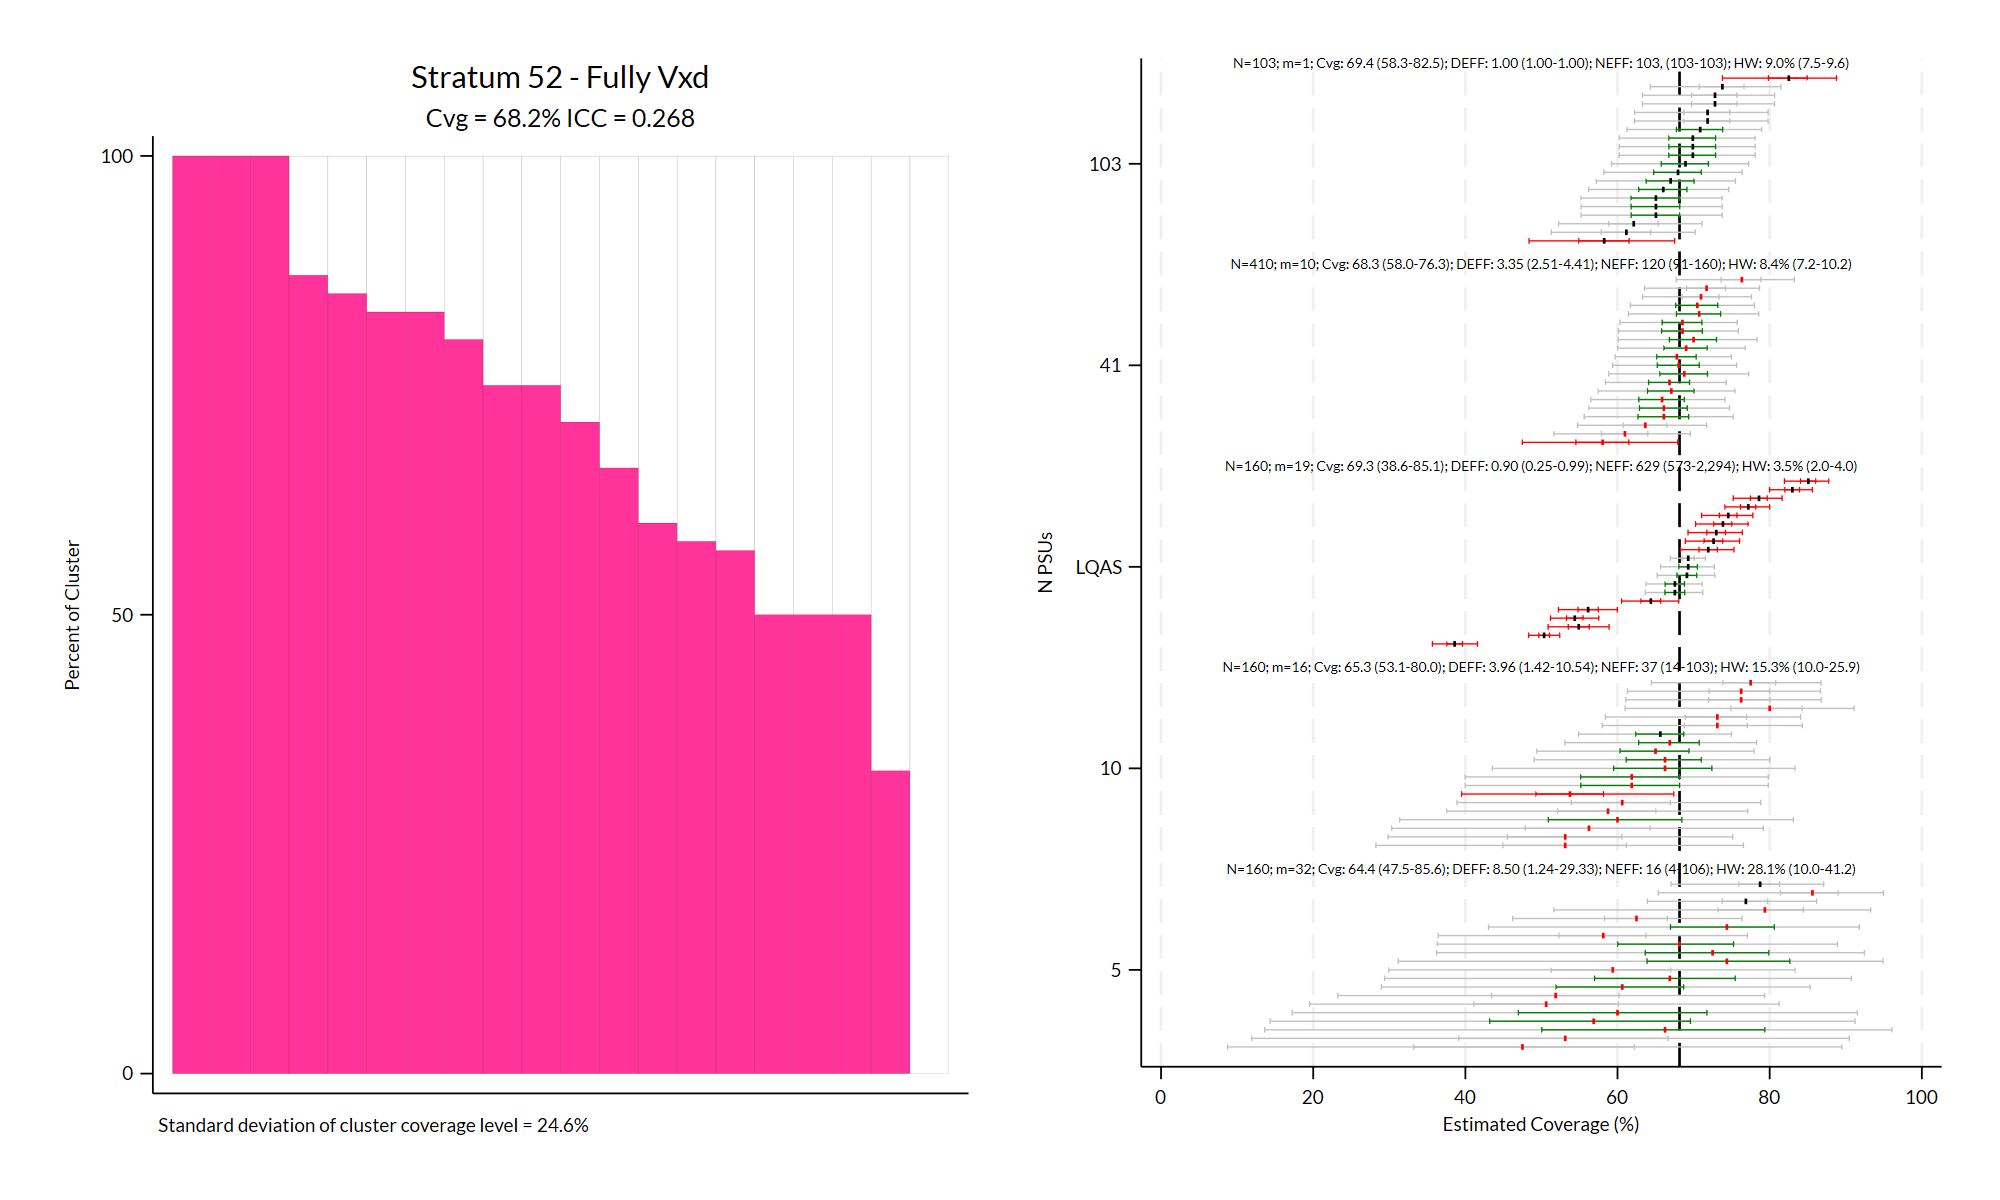 Stratum 52 - Fully Vxd
Cvg = 68.2% ICC = 0.268
100
50
0
Percent of Cluster
Standard deviation of cluster coverage level = 24.6%
N=103; m=1; Cvg: 69.4 (58.3-82.5); DEFF: 1.00 (1.00-1.00); NEFF: 103, (103-103); HW: 9.0% (7.5-9.6)
103
N=410; m=10; Cvg: 68.3 (58.0-76.3); DEFF: 3.35 (2.51-4.41); NEFF: 120 (91-160); HW: 8.4% (7.2-10.2)
41
N=160; m=19; Cvg: 69.3 (38.6-85.1); DEFF: 0.90 (0.25-0.99); NEFF: 629 (573-2,294); HW: 3.5% (2.0-4.0)
LQAS
N=160; m=16; Cvg: 65.3 (53.1-80.0); DEFF: 3.96 (1.42-10.54); NEFF: 37 (14-103); HW: 15.3% (10.0-25.9)
10
N=160; m=32; Cvg: 64.4 (47.5-85.6); DEFF: 8.50 (1.24-29.33); NEFF: 16 (4-106); HW: 28.1% (10.0-41.2)
5
N PSUs
0 20 40 60 80 100
Estimated Coverage (%)